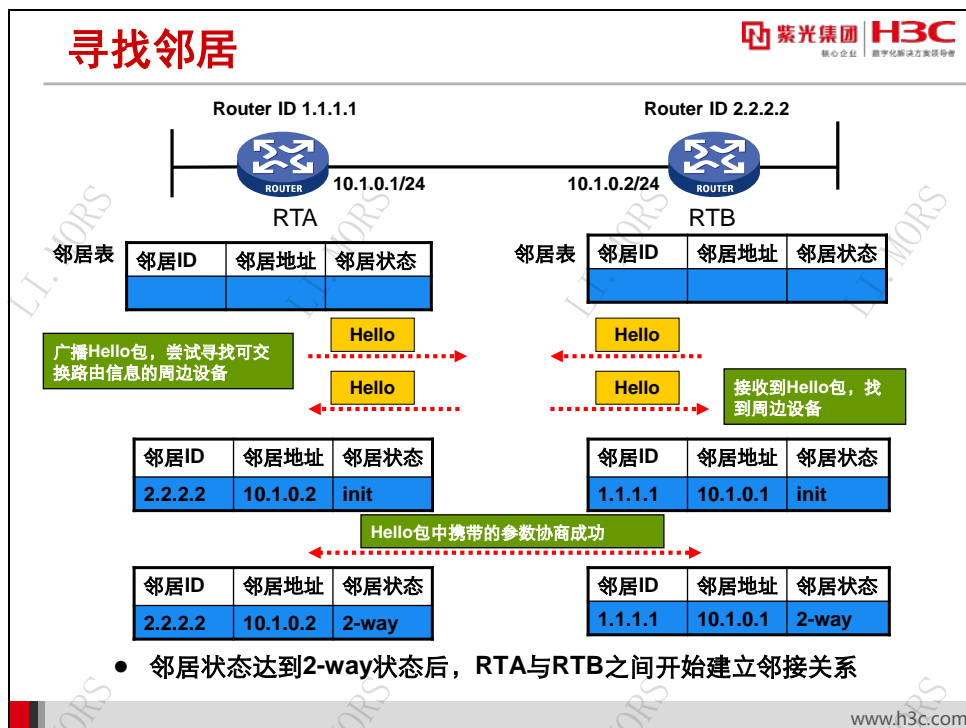 寻找邻居
紫光集团 H3C
核心企业 数字化解决方案领导者
Router ID 1.1.1.1
Router ID 2.2.2.2
ROUTER
ROUTER
10.1.0.1/24
10.1.0.2/24
RTA
RTB
邻居表
邻居ID 邻居地址 邻居状态
邻居表
邻居ID 邻居地址 邻居状态
广播Hello包，尝试寻找可交
换路由信息的周边设备
Hello
Hello
Hello
Hello
接收到Hello包，找
到周边设备
邻居ID 邻居地址 邻居状态
2.2.2.2 10.1.0.2 init
邻居ID 邻居地址 邻居状态
1.1.1.1 10.1.0.1 init
Hello包中携带的参数协商成功
邻居ID 邻居地址 邻居状态
2.2.2.2 10.1.0.2 2-way
邻居ID 邻居地址 邻居状态
1.1.1.1 10.1.0.1 2-way
● 邻居状态达到2-way状态后，RTA与RTB之间开始建立邻接关系
www.h3c.com
LI.MORS
LI.MORS
LI.MORS
LI.MORS